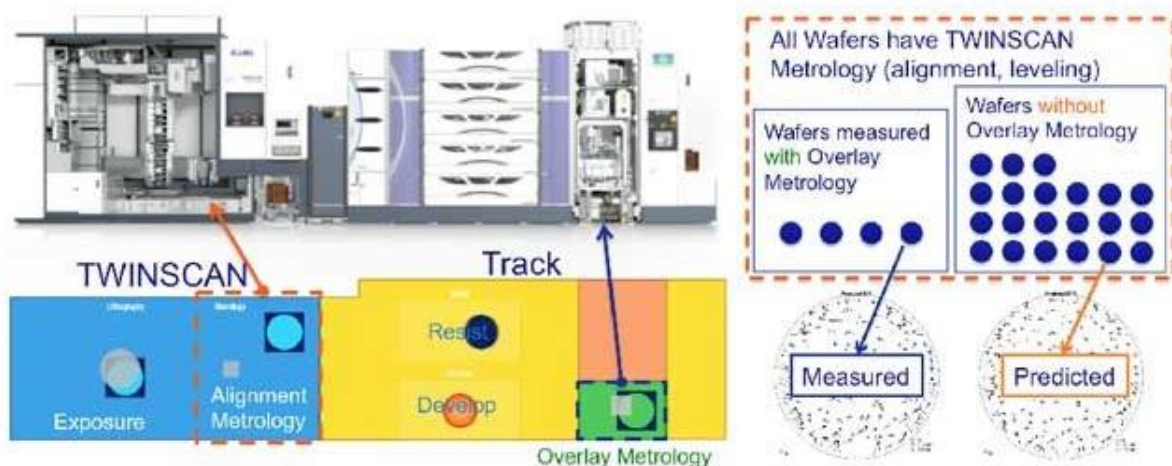 All Wafers have TWINSCAN
Metrology (alignment, leveling)
Wafers measured
with Overlay
Metrology
Wafers without
Overlay Metrology
TWINSCAN
Track
Resist
Alignment
Metrology
Exposure
Develop
Overlay Metrology
Measured
Predicted